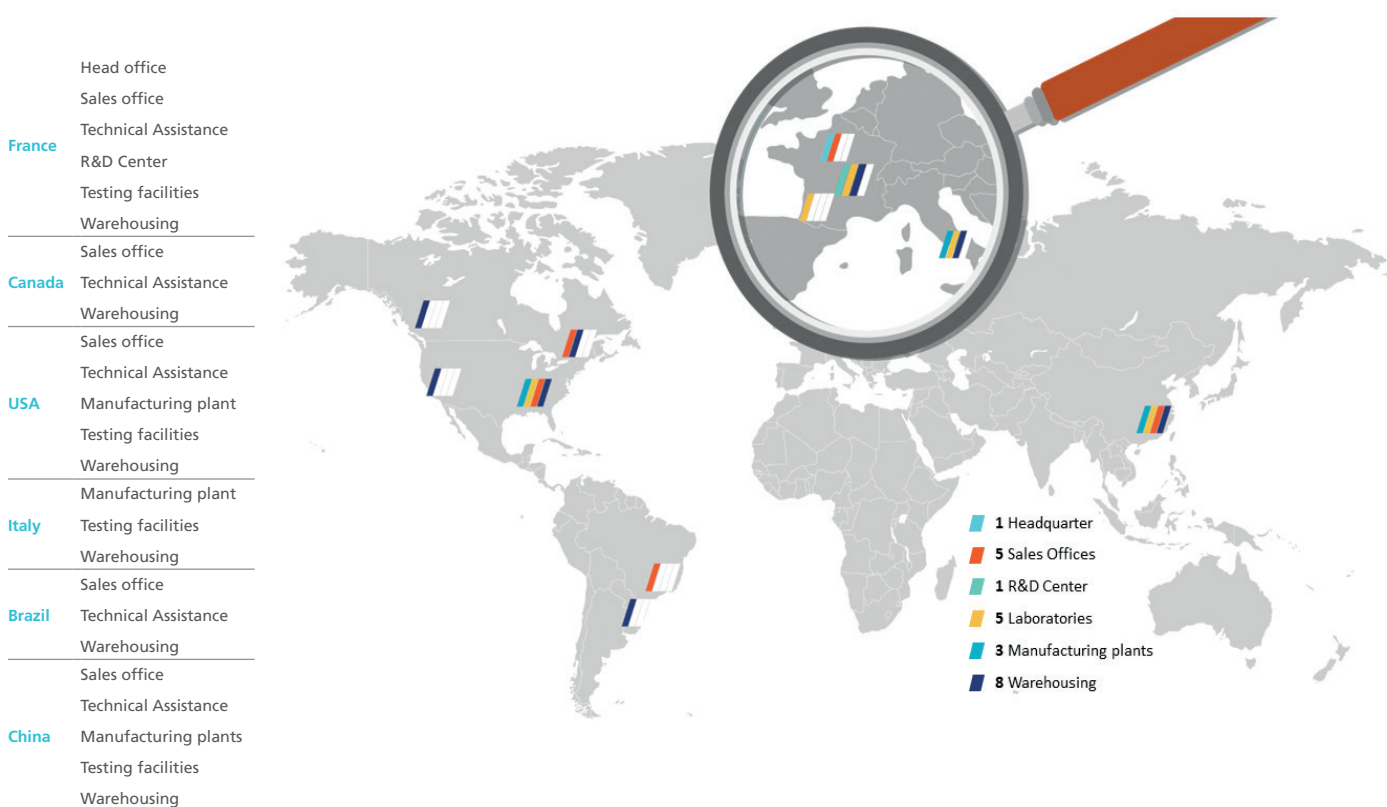 Head office
Sales office
Technical Assistance
France
R&D Center
Testing facilities
Warehousing
Sales office
Canada Technical Assistance
Warehousing
Sales office
Technical Assistance
USA Manufacturing plant
Testing facilities
Warehousing
Manufacturing plant
Italy Testing facilities
Warehousing
Sales office
Brazil Technical Assistance
Warehousing
Sales office
Technical Assistance
China Manufacturing plants
Testing facilities
Warehousing
1 Headquarter
5 Sales Offices
1 R&D Center
5 Laboratories
3 Manufacturing plants
8 Warehousing